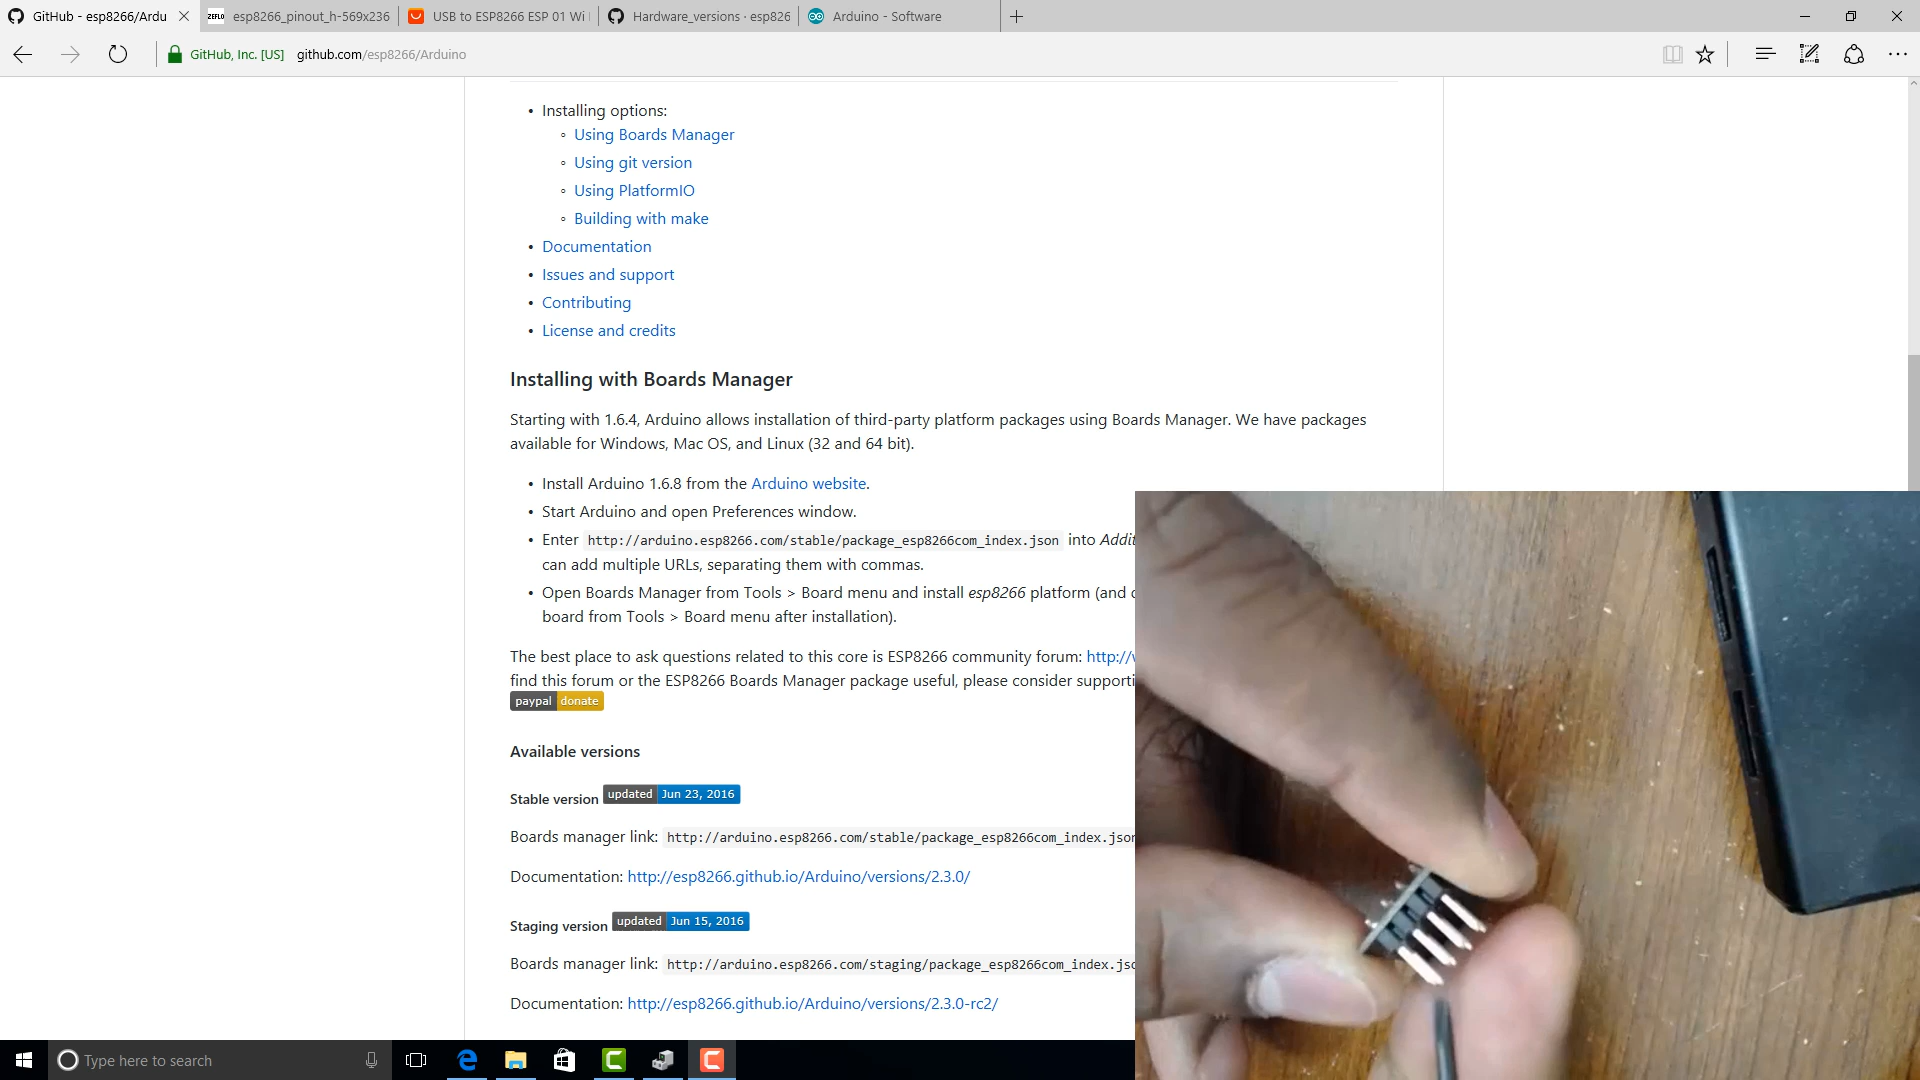 GitHub - esp8266/Ardu
ZEFLO esp8266_pinout_h-569x236
USB to ESP8266 ESP 01 Wi
Hardware_versions · esp826
Arduino - Software
GitHub, Inc. [US] github.com/esp8266/Arduino
• Installing options:
◦ Using Boards Manager
◦ Using git version
◦ Using PlatformIO
◦ Building with make
• Documentation
• Issues and support
• Contributing
• License and credits
Installing with Boards Manager
Starting with 1.6.4, Arduino allows installation of third-party platform packages using Boards Manager. We have packages
available for Windows, Mac OS, and Linux (32 and 64 bit).
• Install Arduino 1.6.8 from the Arduino website.
• Start Arduino and open Preferences window.
• Enter http://arduino.esp8266.com/stable/package_esp8266com_index.json into Addit
can add multiple URLs, separating them with commas.
• Open Boards Manager from Tools > Board menu and install esp8266 platform (and
board from Tools > Board menu after installation).
The best place to ask questions related to this core is ESP8266 community forum: http://
find this forum or the ESP8266 Boards Manager package useful, please consider supporti
paypal donate
Available versions
Stable version updated Jun 23, 2016
Boards manager link: http://arduino.esp8266.com/stable/package_esp8266com_index.json
Documentation: http://esp8266.github.io/Arduino/versions/2.3.0/
Staging version updated Jun 15, 2016
Boards manager link: http://arduino.esp8266.com/staging/package_esp8266com_index.jso
Documentation: http://esp8266.github.io/Arduino/versions/2.3.0-rc2/
Type here to search